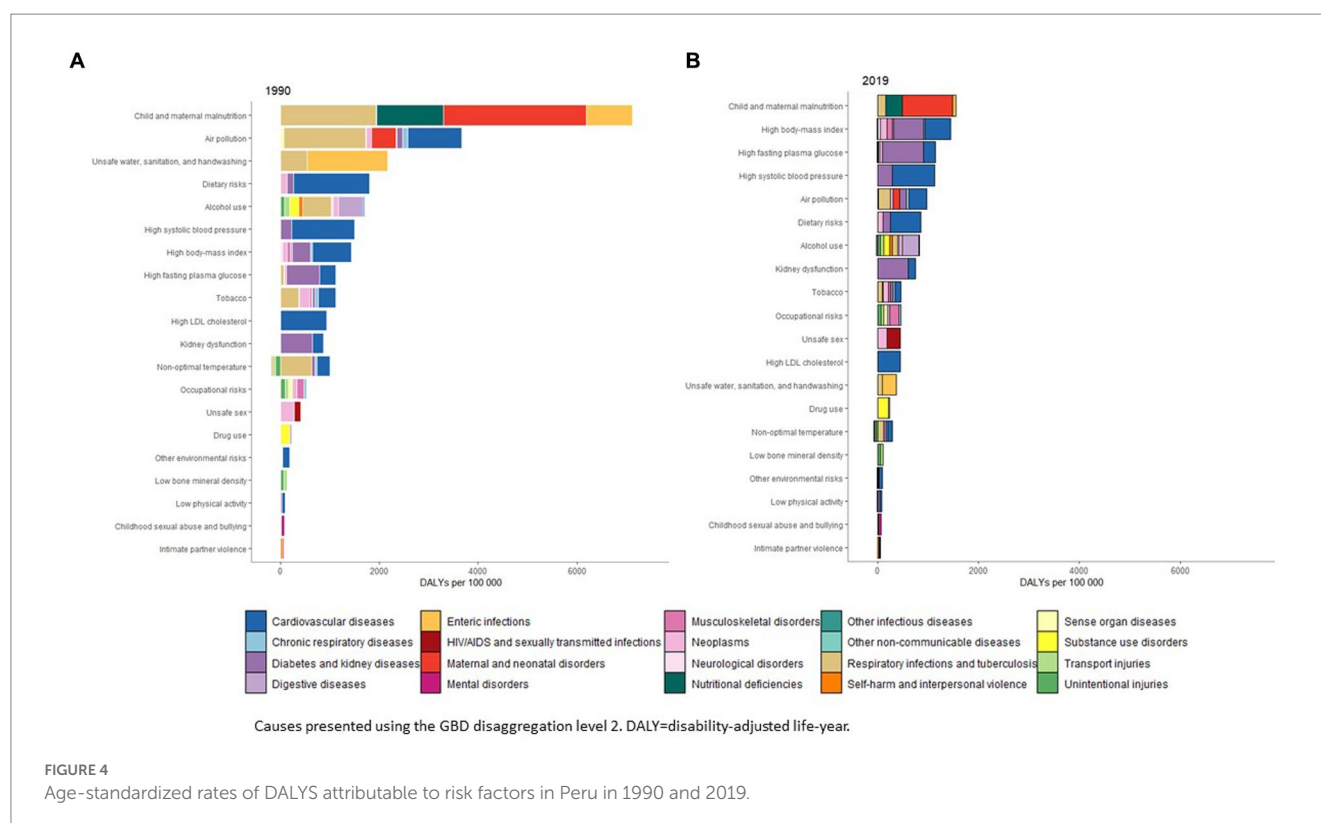 A
1990
Child and maternal malnutrition
Air pollution
Unsafe water, sanitation, and handwashing
Dietary risks
Alcohol use
High systolic blood pressure
High body-mass index
High fasting plasma glucose
Tobacco
High LDL cholesterol
Kidney dysfunction
Non-optimal temperature
Occupational risks
Unsafe sex
Drug use
Other environmental risks
Low bone mineral density
Low physical activity
Childhood sexual abuse and bullying
Intimate partner violence
0 2000 4000 6000
DALYs per 100 000
B
2019
Child and maternal malnutrition
High body-mass index
High fasting plasma glucose
High systolic blood pressure
Air pollution
Dietary risks
Alcohol use
Kidney dysfunction
Tobacco
Occupational risks
Unsafe sex
High LDL cholesterol
Unsafe water, sanitation, and handwashing
Drug use
Non-optimal temperature
Low bone mineral density
Other environmental risks
Low physical activity
Childhood sexual abuse and bullying
Intimate partner violence
0 2000 4000 6000
DALYs per 100 000
Cardiovascular diseases
Chronic respiratory diseases
Diabetes and kidney diseases
Digestive diseases
Enteric infections
HIV/AIDS and sexually transmitted infections
Maternal and neonatal disorders
Mental disorders
Musculoskeletal disorders
Neoplasms
Neurological disorders
Nutritional deficiencies
Other infectious diseases
Other non-communicable diseases
Respiratory infections and tuberculosis
Self-harm and interpersonal violence
Sense organ diseases
Substance use disorders
Transport injuries
Unintentional injuries
Causes presented using the GBD disaggregation level 2. DALY=disability-adjusted life-year.
FIGURE 4
Age-standardized rates of DALYS attributable to risk factors in Peru in 1990 and 2019.